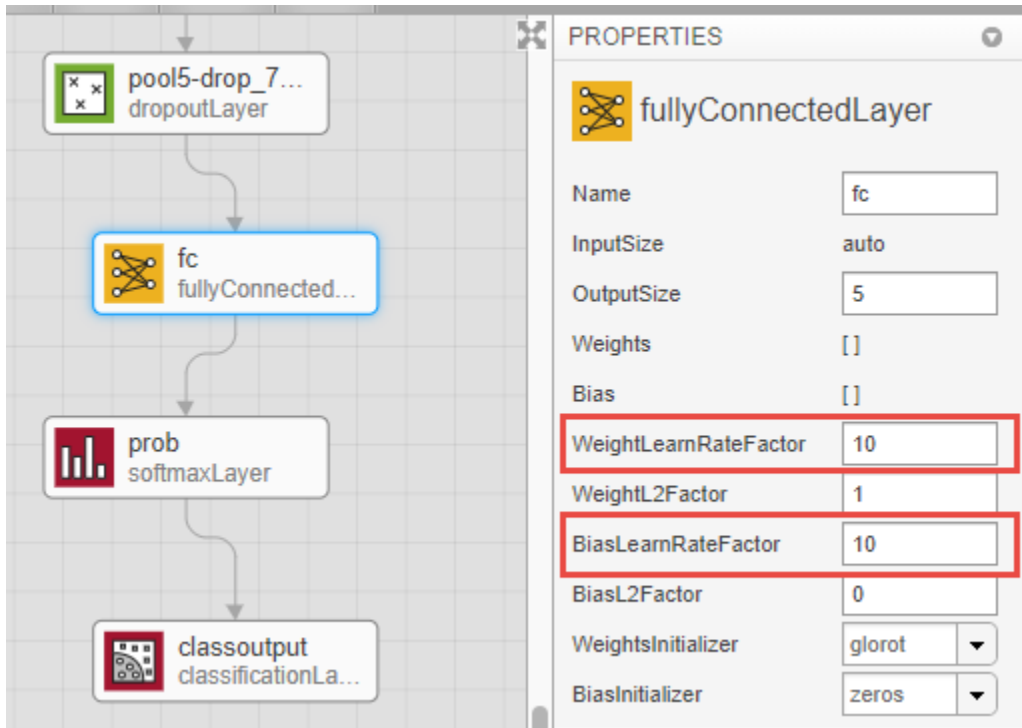 pool5-drop_7...
dropoutLayer
fc
fullyConnected...
prob
softmaxLayer
classoutput
classificationLa...
PROPERTIES
fullyConnectedLayer
Name fc
InputSize auto
OutputSize 5
Weights [ ]
Bias [ ]
WeightLearnRateFactor 10
WeightL2Factor 1
BiasLearnRateFactor 10
BiasL2Factor 0
WeightsInitializer glorot
BiasInitializer zeros